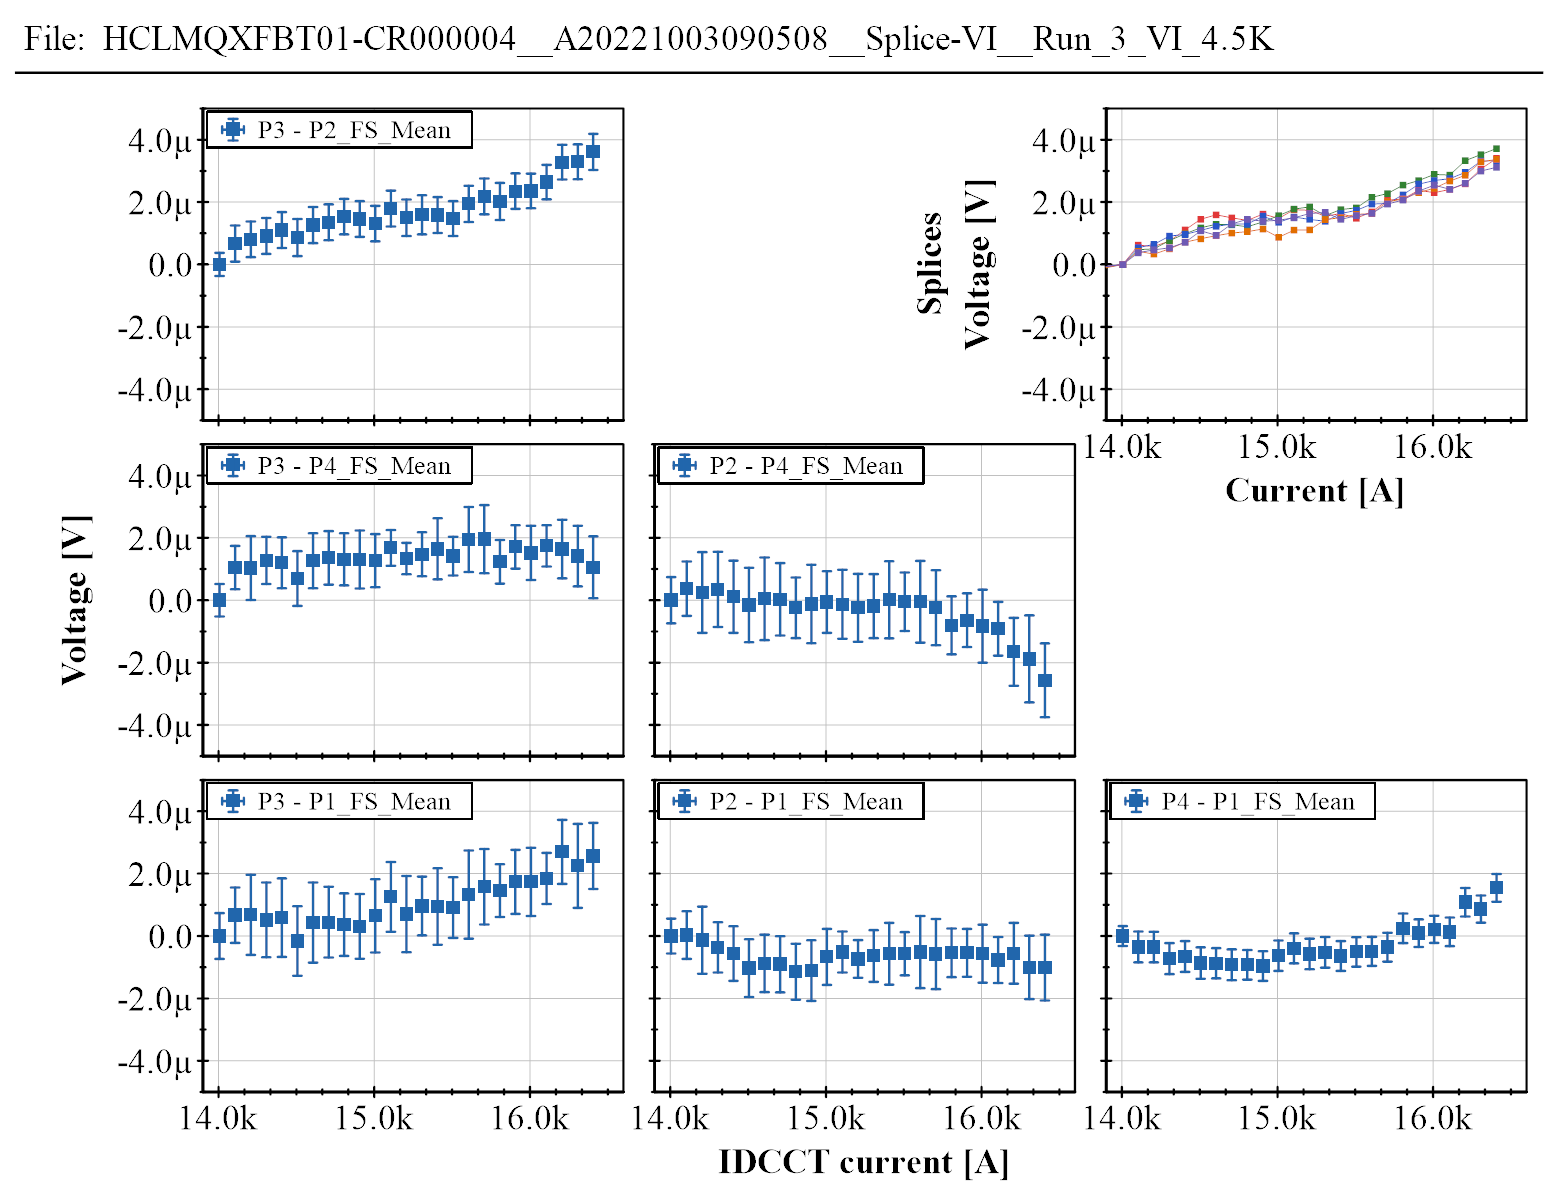 File: HCLMQXFBT01-CR000004__A20221003090508__Splice-VI__Run_3_VI_4.5K
P3 - P2_FS_Mean
4.0µ
2.0µ
0.0
-2.0µ
-4.0µ
Splices
Voltage [V]
4.0µ
2.0µ
0.0
-2.0µ
-4.0µ
14.0k 15.0k 16.0k
Current [A]
Voltage [V]
P3 - P4_FS_Mean
4.0µ
2.0µ
0.0
-2.0µ
-4.0µ
P2 - P4_FS_Mean
P3 - P1_FS_Mean
4.0µ
2.0µ
0.0
-2.0µ
-4.0µ
14.0k 15.0k 16.0k
P2 - P1_FS_Mean
14.0k 15.0k 16.0k
P4 - P1_FS_Mean
14.0k 15.0k 16.0k
IDCCT current [A]